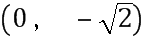 (0 ,  −√2)